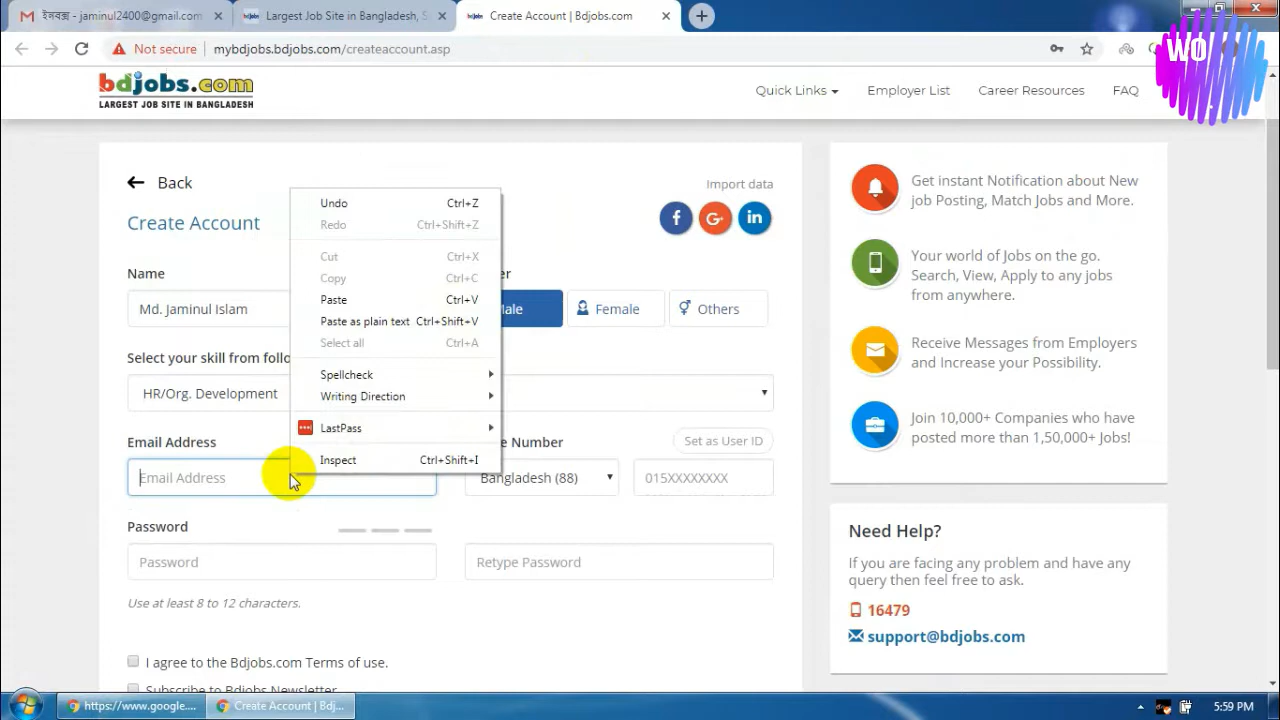 ইনবক্স - jaminul2400@gmail.com
Largest Job Site in Bangladesh, S
Create Account | Bdjobs.com
Not secure
mybdjobs.bdjobs.com/createaccount.asp
WO
bdjobs.com
LARGEST JOB SITE IN BANGLADESH
Quick Links
Employer List
Career Resources
FAQ
Back
Import data
Create Account
Name
Md. Jaminul Islam
Female
Others
Select your skill from follo
HR/Org. Development
Email Address
Number
Set as User ID
Email Address
Bangladesh (88)
015XXXXXXXX
Password
Password
Retype Password
Use at least 8 to 12 characters.
I agree to the Bdjobs.com Terms of use.
Subscribe to Bdjobs Newsletter
Undo Ctrl+Z
Redo Ctrl+Shift+Z
Cut Ctrl+X
Copy Ctrl+C
Paste Ctrl+V
Paste as plain text Ctrl+Shift+V
Select all Ctrl+A
Spellcheck
Writing Direction
LastPass
Inspect Ctrl+Shift+I
Get instant Notification about New
job Posting, Match Jobs and More.
Your world of Jobs on the go.
Search, View, Apply to any jobs
from anywhere.
Receive Messages from Employers
and Increase your Possibility.
Join 10,000+ Companies who have
posted more than 1,50,000+ Jobs!
Need Help?
If you are facing any problem and have any
query then feel free to ask.
16479
support@bdjobs.com
https://www.google....
Create Account | Bdj...
5:59 PM